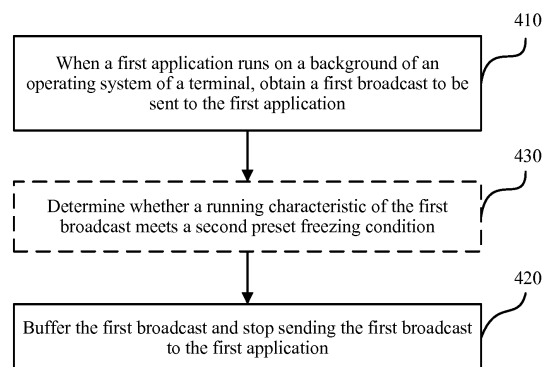 410
When a first application runs on a background of an
operating system of a terminal, obtain a first broadcast to be
sent to the first application
430
Determine whether a running characteristic of the first
broadcast meets a second preset freezing condition
420
Buffer the first broadcast and stop sending the first broadcast
to the first application